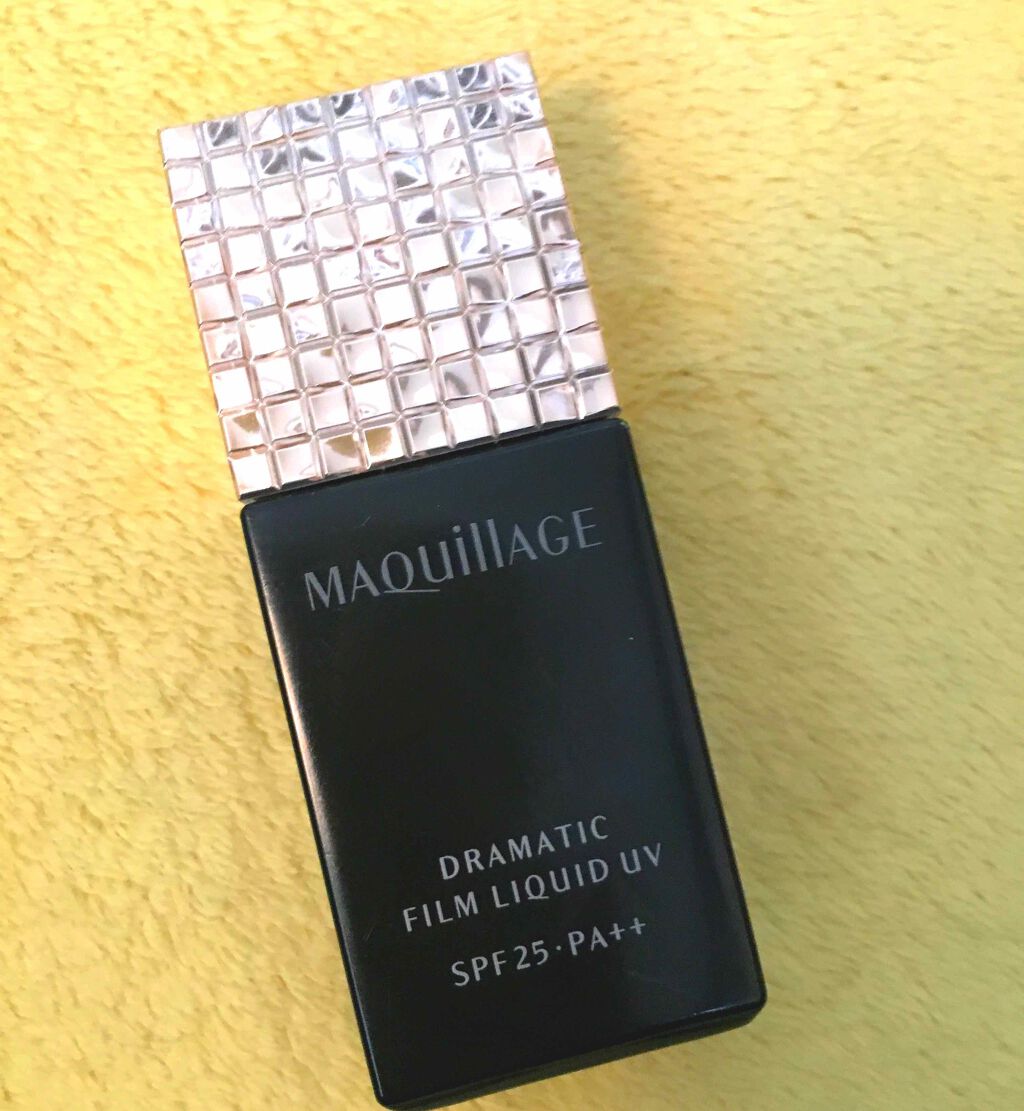 MAQuillAGE
DRAMATIC
FILM LIQUID UV
SPF25·PA++